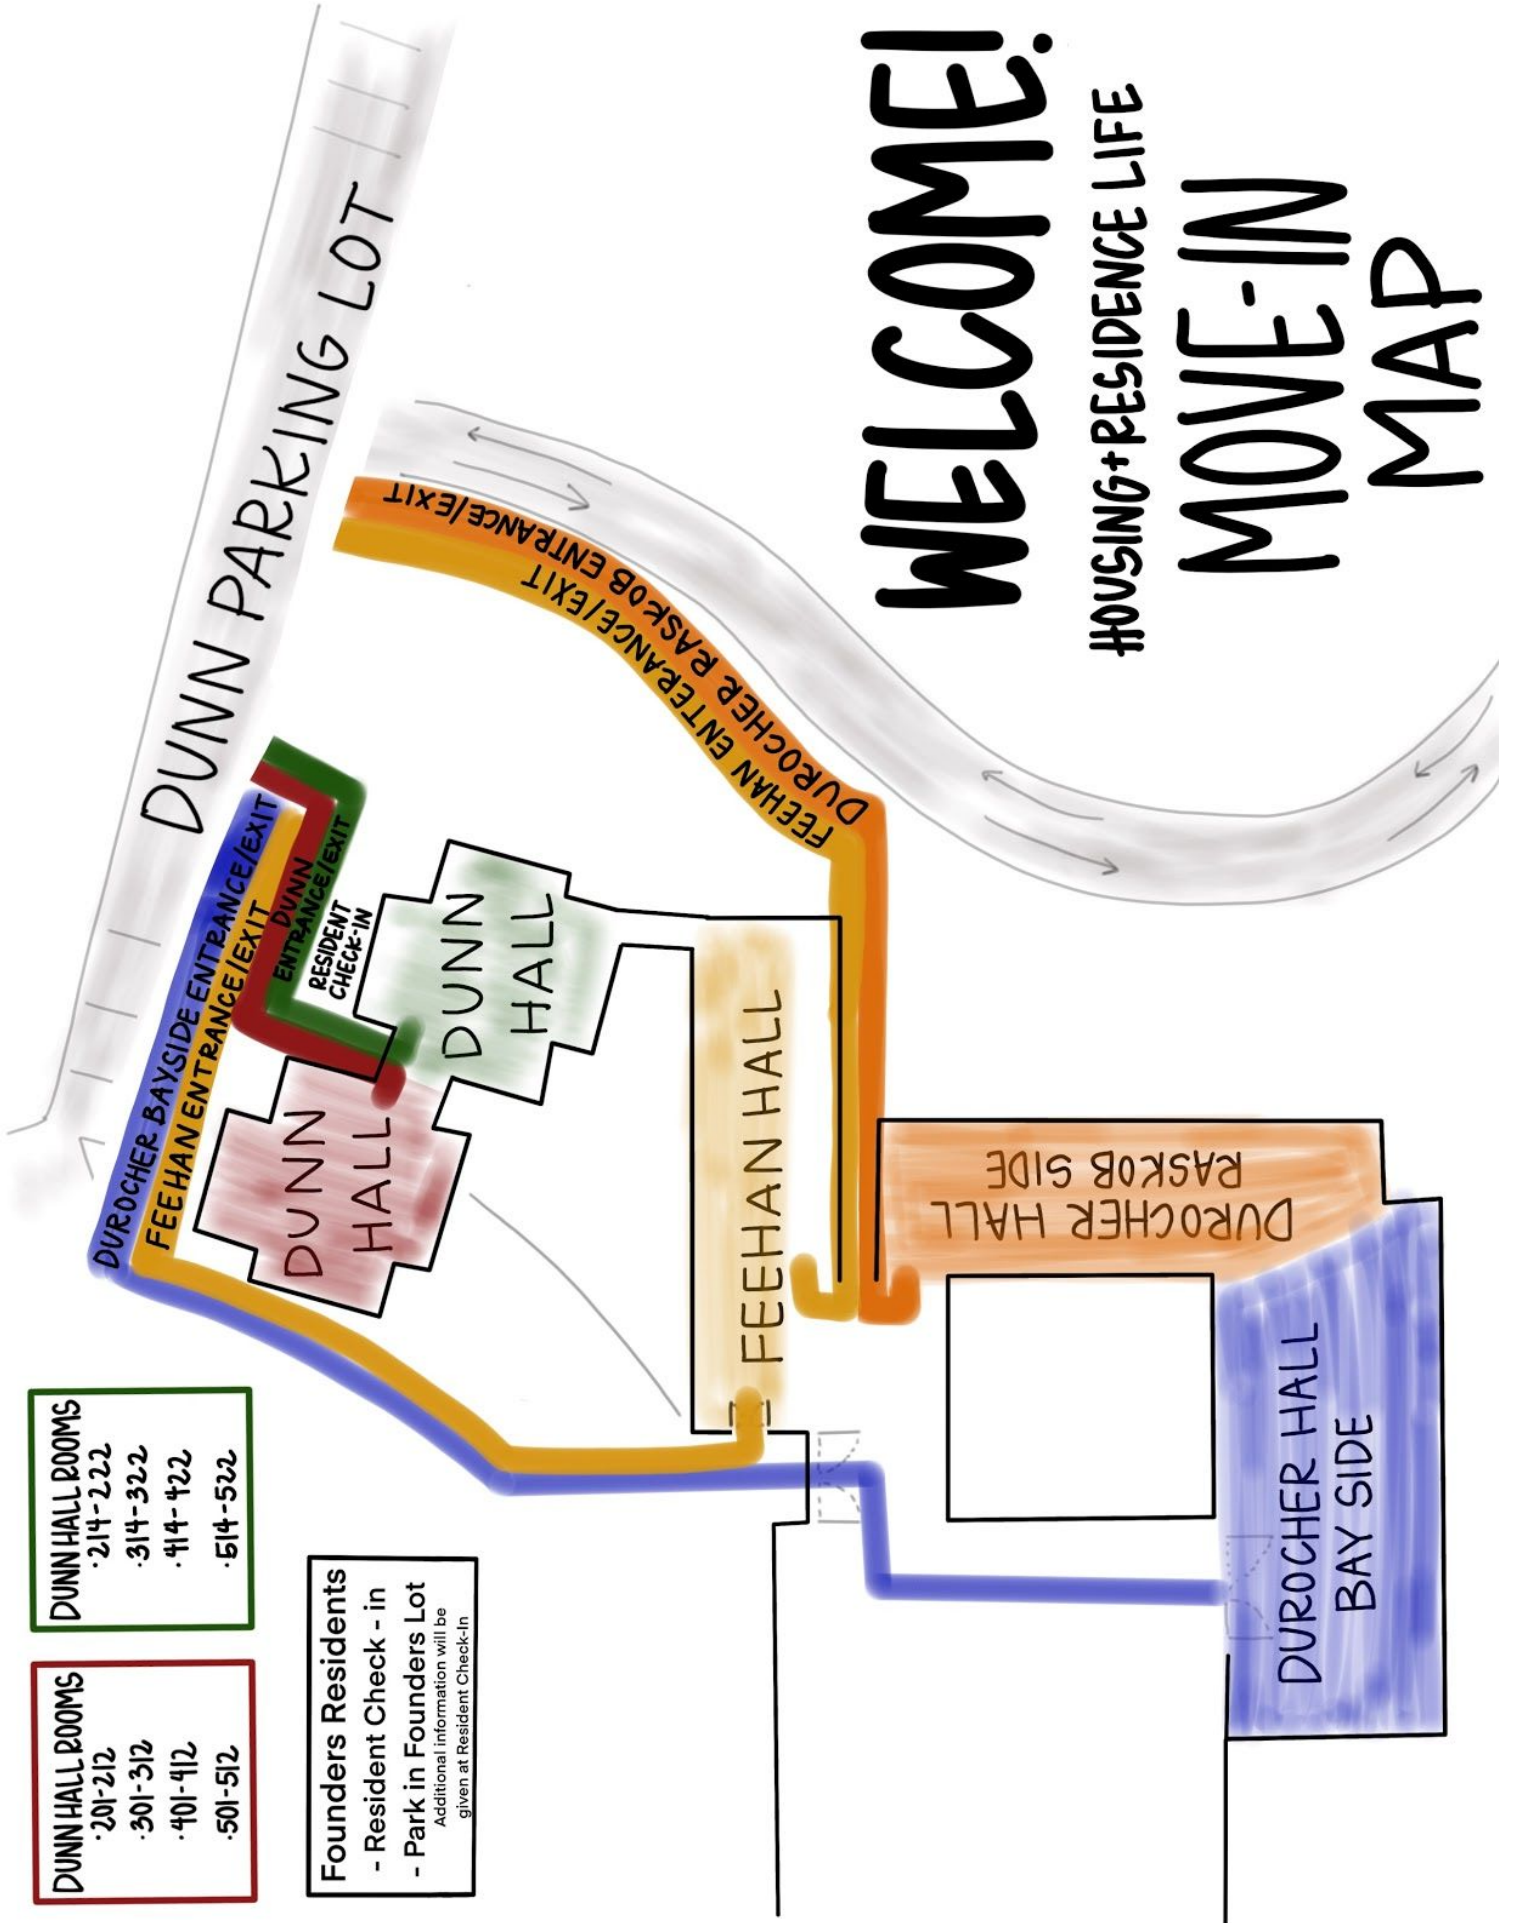 WELCOME!
HOUSING+RESIDENCE LIFE
MOVE-IN
MAP
DUNN PARKING LOT
DUROCHER RASKOB ENTRANCE/EXIT
FEEHAN ENTERANCE/EXIT
DUROCHER BAYSIDE ENTRANCE/EXIT
FEEHAN ENTRANCE/EXIT
DUNN
ENTRANCE/EXIT
RESIDENT
CHECK-IN
DUNN
HALL
DUNN
HALL
FEEHAN HALL
DUROCHER HALL
RASKOB SIDE
DUROCHER HALL
BAY SIDE
DUNN HALL ROOMS
·201-212
·301-312
·401-412
·501-512
DUNN HALL ROOMS
·214-222
·314-322
·414-422
·514-522
Founders Residents
- Resident Check - in
- Park in Founders Lot
Additional information will be
given at Resident Check-In